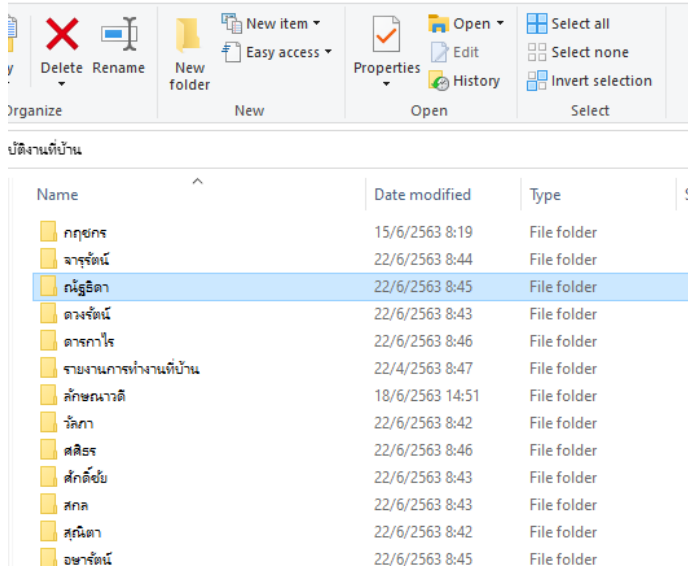 Delete Rename New folder New item Easy access Properties Open Edit History Select all Select none Invert selection
Organize New Open Select
บัติงานที่บ้าน
Name Date modified Type
กฤชกร 15/6/2563 8:19 File folder
จารุรัตน์ 22/6/2563 8:44 File folder
ณัฐธิดา 22/6/2563 8:45 File folder
ดวงรัตน์ 22/6/2563 8:43 File folder
ดารกาไร 22/6/2563 8:46 File folder
รายงานการทำงานที่บ้าน 22/4/2563 8:47 File folder
ลักษณาวดี 18/6/2563 14:51 File folder
วัลภา 22/6/2563 8:42 File folder
ศสิธร 22/6/2563 8:46 File folder
ศักดิ์ชัย 22/6/2563 8:43 File folder
สกล 22/6/2563 8:43 File folder
สุณิตา 22/6/2563 8:42 File folder
อุษารัตน์ 22/6/2563 8:45 File folder